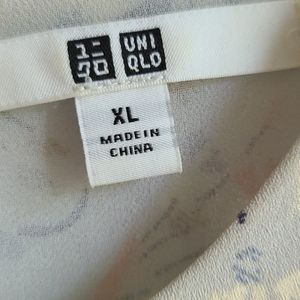 ユニ UNI
クロ QLO
XL
MADE IN
CHINA